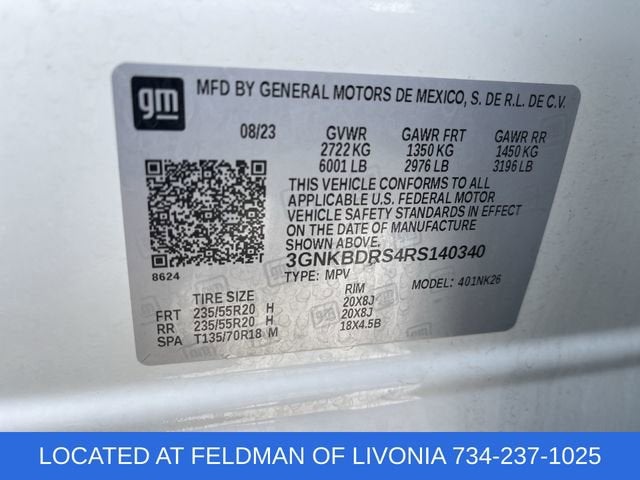 gm MFD BY GENERAL MOTORS DE MEXICO, S. DE R.L. DE C.V.
08/23 GVWR GAWR FRT GAWR RR
2722 KG 1350 KG 1450 KG
6001 LB 2976 LB 3196 LB
THIS VEHICLE CONFORMS TO ALL
APPLICABLE U.S. FEDERAL MOTOR
VEHICLE SAFETY STANDARDS IN EFFECT
ON THE DATE OF MANUFACTURE
3GNKBDRS4RS140340
8624 TYPE: MPV MODEL: 401NK26
TIRE SIZE RIM
FRT 235/55R20 H 20X8J
RR 235/55R20 H 20X8J
SPA T135/70R18 M 18X4.5B
LOCATED AT FELDMAN OF LIVONIA 734-237-1025